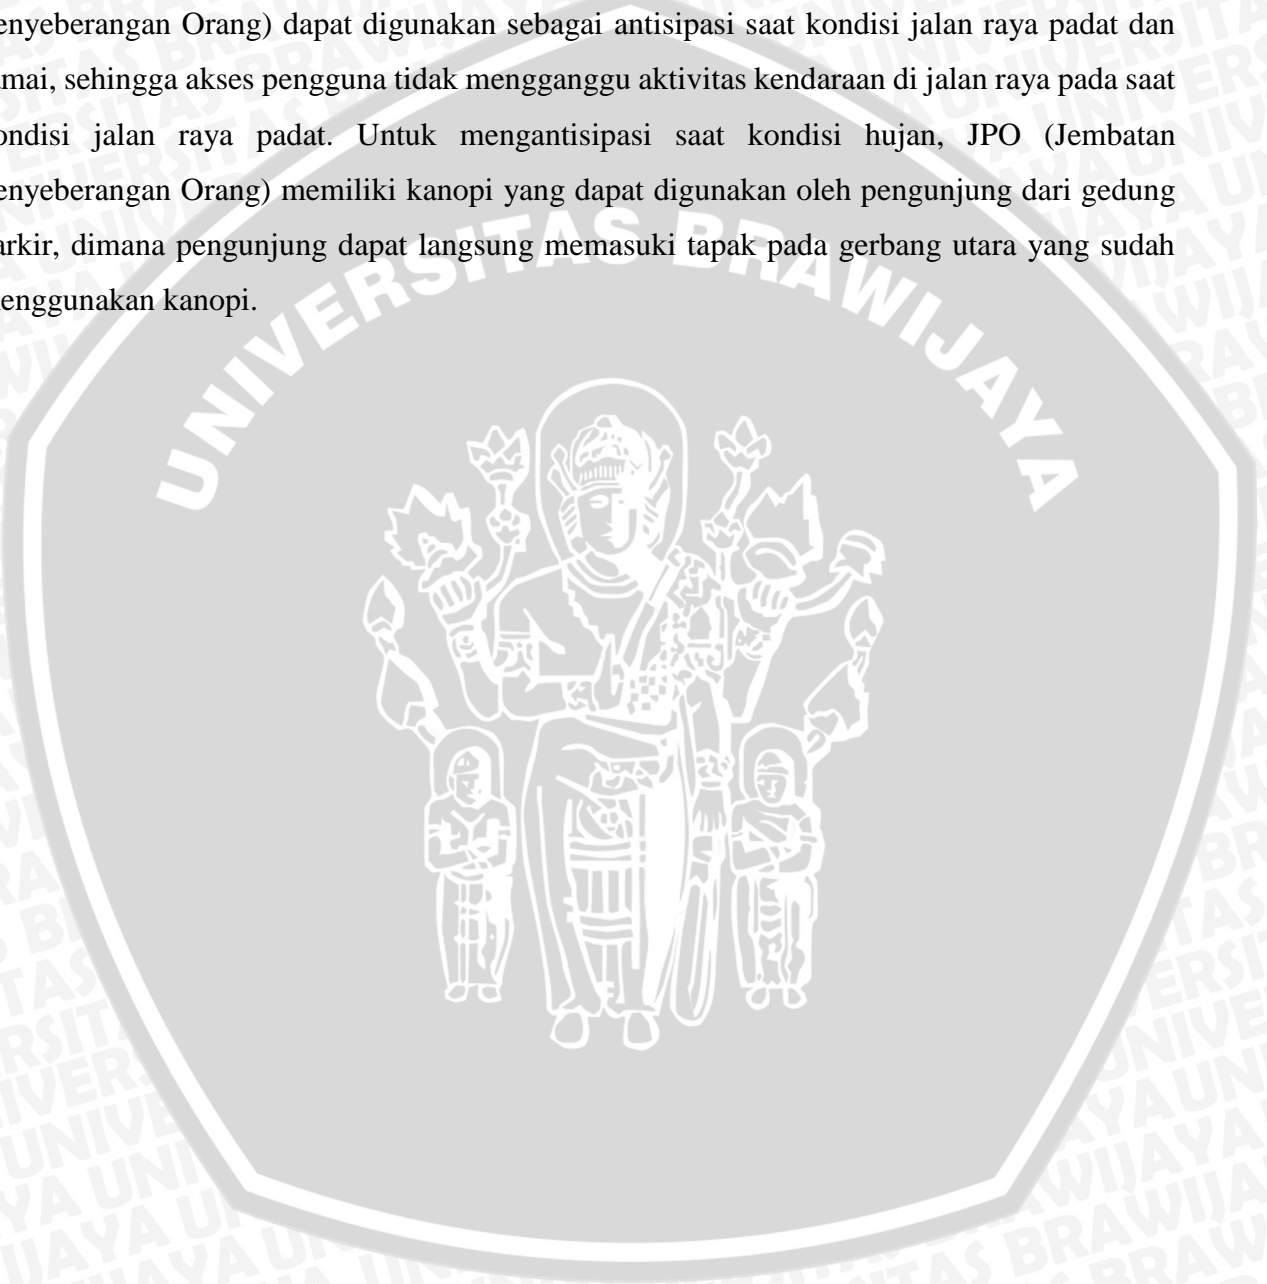 enyeberangan Orang) dapat digunakan sebagai antisipasi saat kondisi jalan raya padat dan
mai, sehingga akses pengguna tidak mengganggu aktivitas kendaraan di jalan raya pada saat
ondisi jalan raya padat. Untuk mengantisipasi saat kondisi hujan, JPO (Jembatan
enyeberangan Orang) memiliki kanopi yang dapat digunakan oleh pengunjung dari gedung
arkir, dimana pengunjung dapat langsung memasuki tapak pada gerbang utara yang sudah
enggunakan kanopi.
UNIVERSITAS BRAWIJAYA